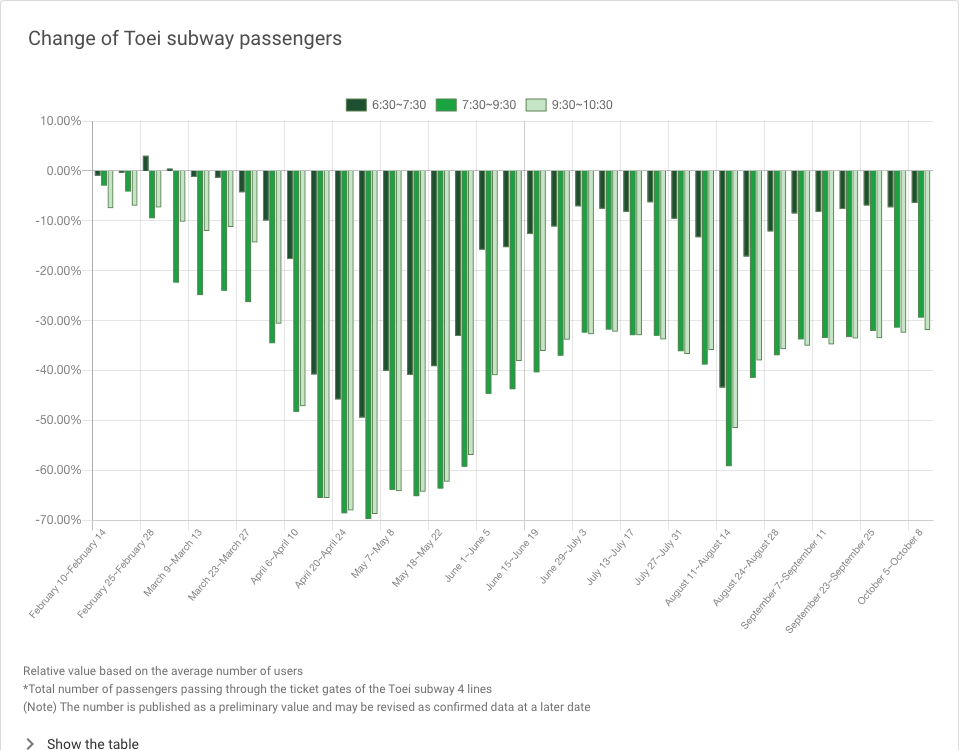 Change of Toei subway passengers
6:30~7:30 7:30~9:30 9:30~10:30
10.00%
0.00%
-10.00%
-20.00%
-30.00%
-40.00%
-50.00%
-60.00%
-70.00%
February 10~February 14
February 25~February 28
March 9~March 13
March 23~March 27
April 6~April 10
April 20~April 24
May 7~May 8
May 18~May 22
June 1~June 5
June 15~June 19
June 29~July 3
July 13~July 17
July 27~July 31
August 11~August 14
August 24~August 28
September 7~September 11
September 23~September 25
October 5~October 8
Relative value based on the average number of users
*Total number of passengers passing through the ticket gates of the Toei subway 4 lines
(Note) The number is published as a preliminary value and may be revised as confirmed data at a later date
Show the table